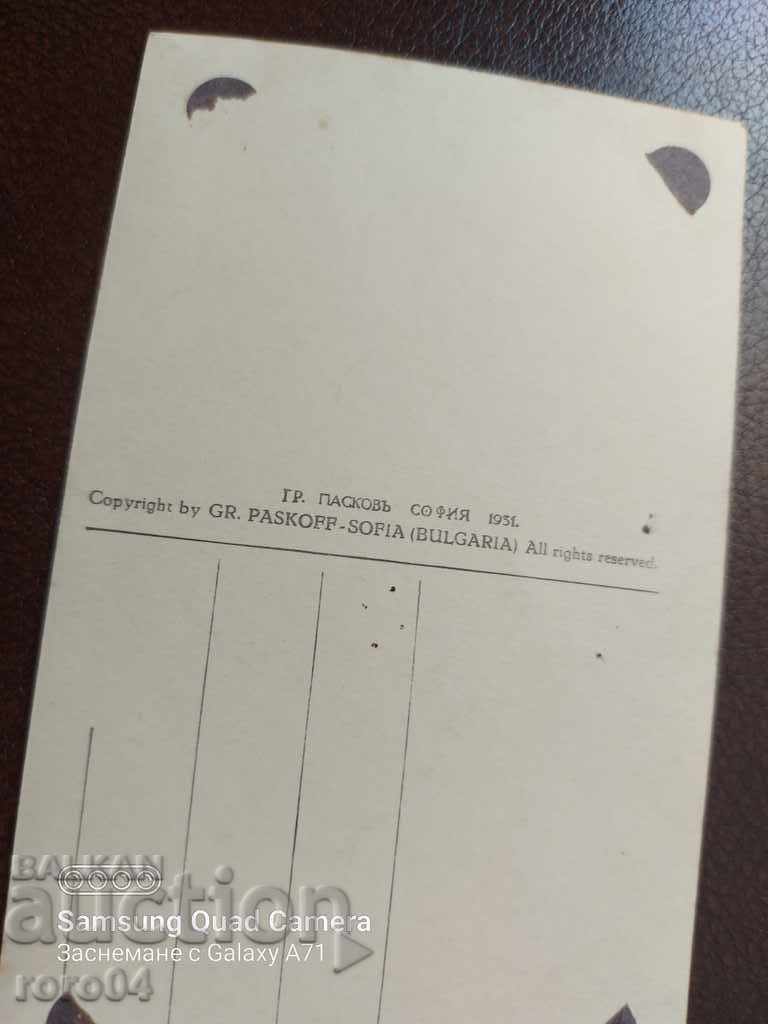 ГР. ПАСКОВЪ СОФИЯ 1931.
Copyright by GR. PASKOFF-SOFIA (BULGARIA) All rights reserved.
BALKAN
auction
Samsung Quad Camera
Заснемане с Galaxy A71
roro04